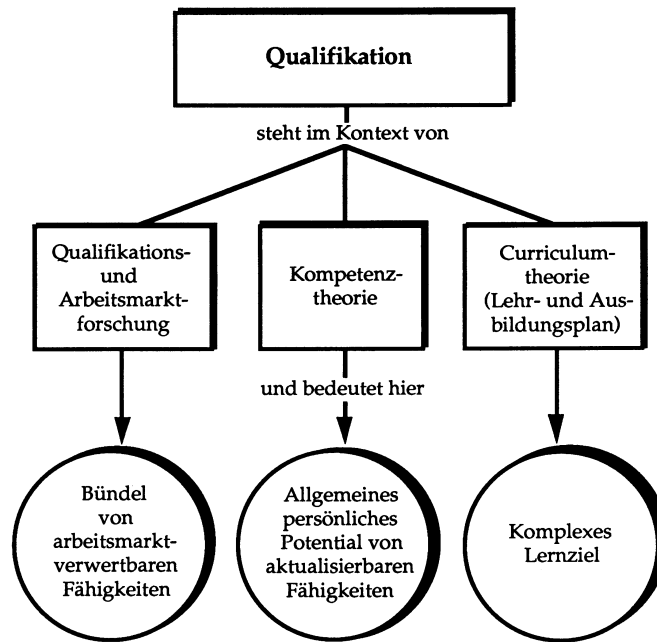 Qualifikation
steht im Kontext von
Qualifikations-
und
Arbeitsmarkt-
forschung
Kompetenz-
theorie
Curriculum-
theorie
(Lehr- und Aus-
bildungsplan)
und bedeutet hier
Bündel
von
arbeitsmarkt-
verwertbaren
Fähigkeiten
Allgemeines
persönliches
Potential von
aktualisierbaren
Fähigkeiten
Komplexes
Lernziel